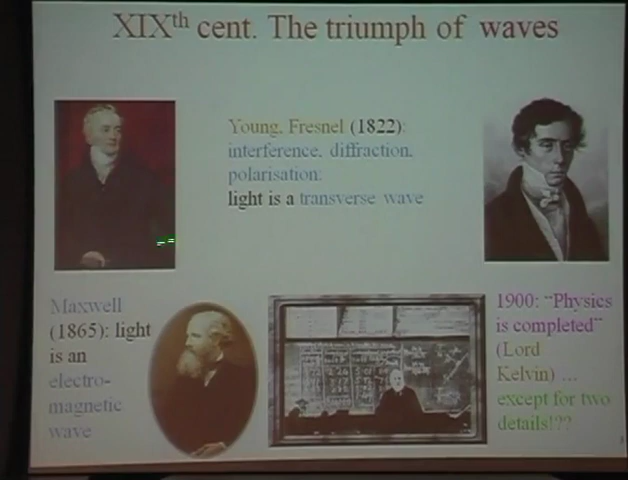 XIXth cent. The triumph of waves
Young, Fresnel (1822):
interference, diffraction,
polarisation:
light is a transverse wave
Maxwell
(1865): light
is an
electro-
magnetic
wave
1900: "Physics
is completed"
(Lord
Kelvin) ...
except for two
details!??